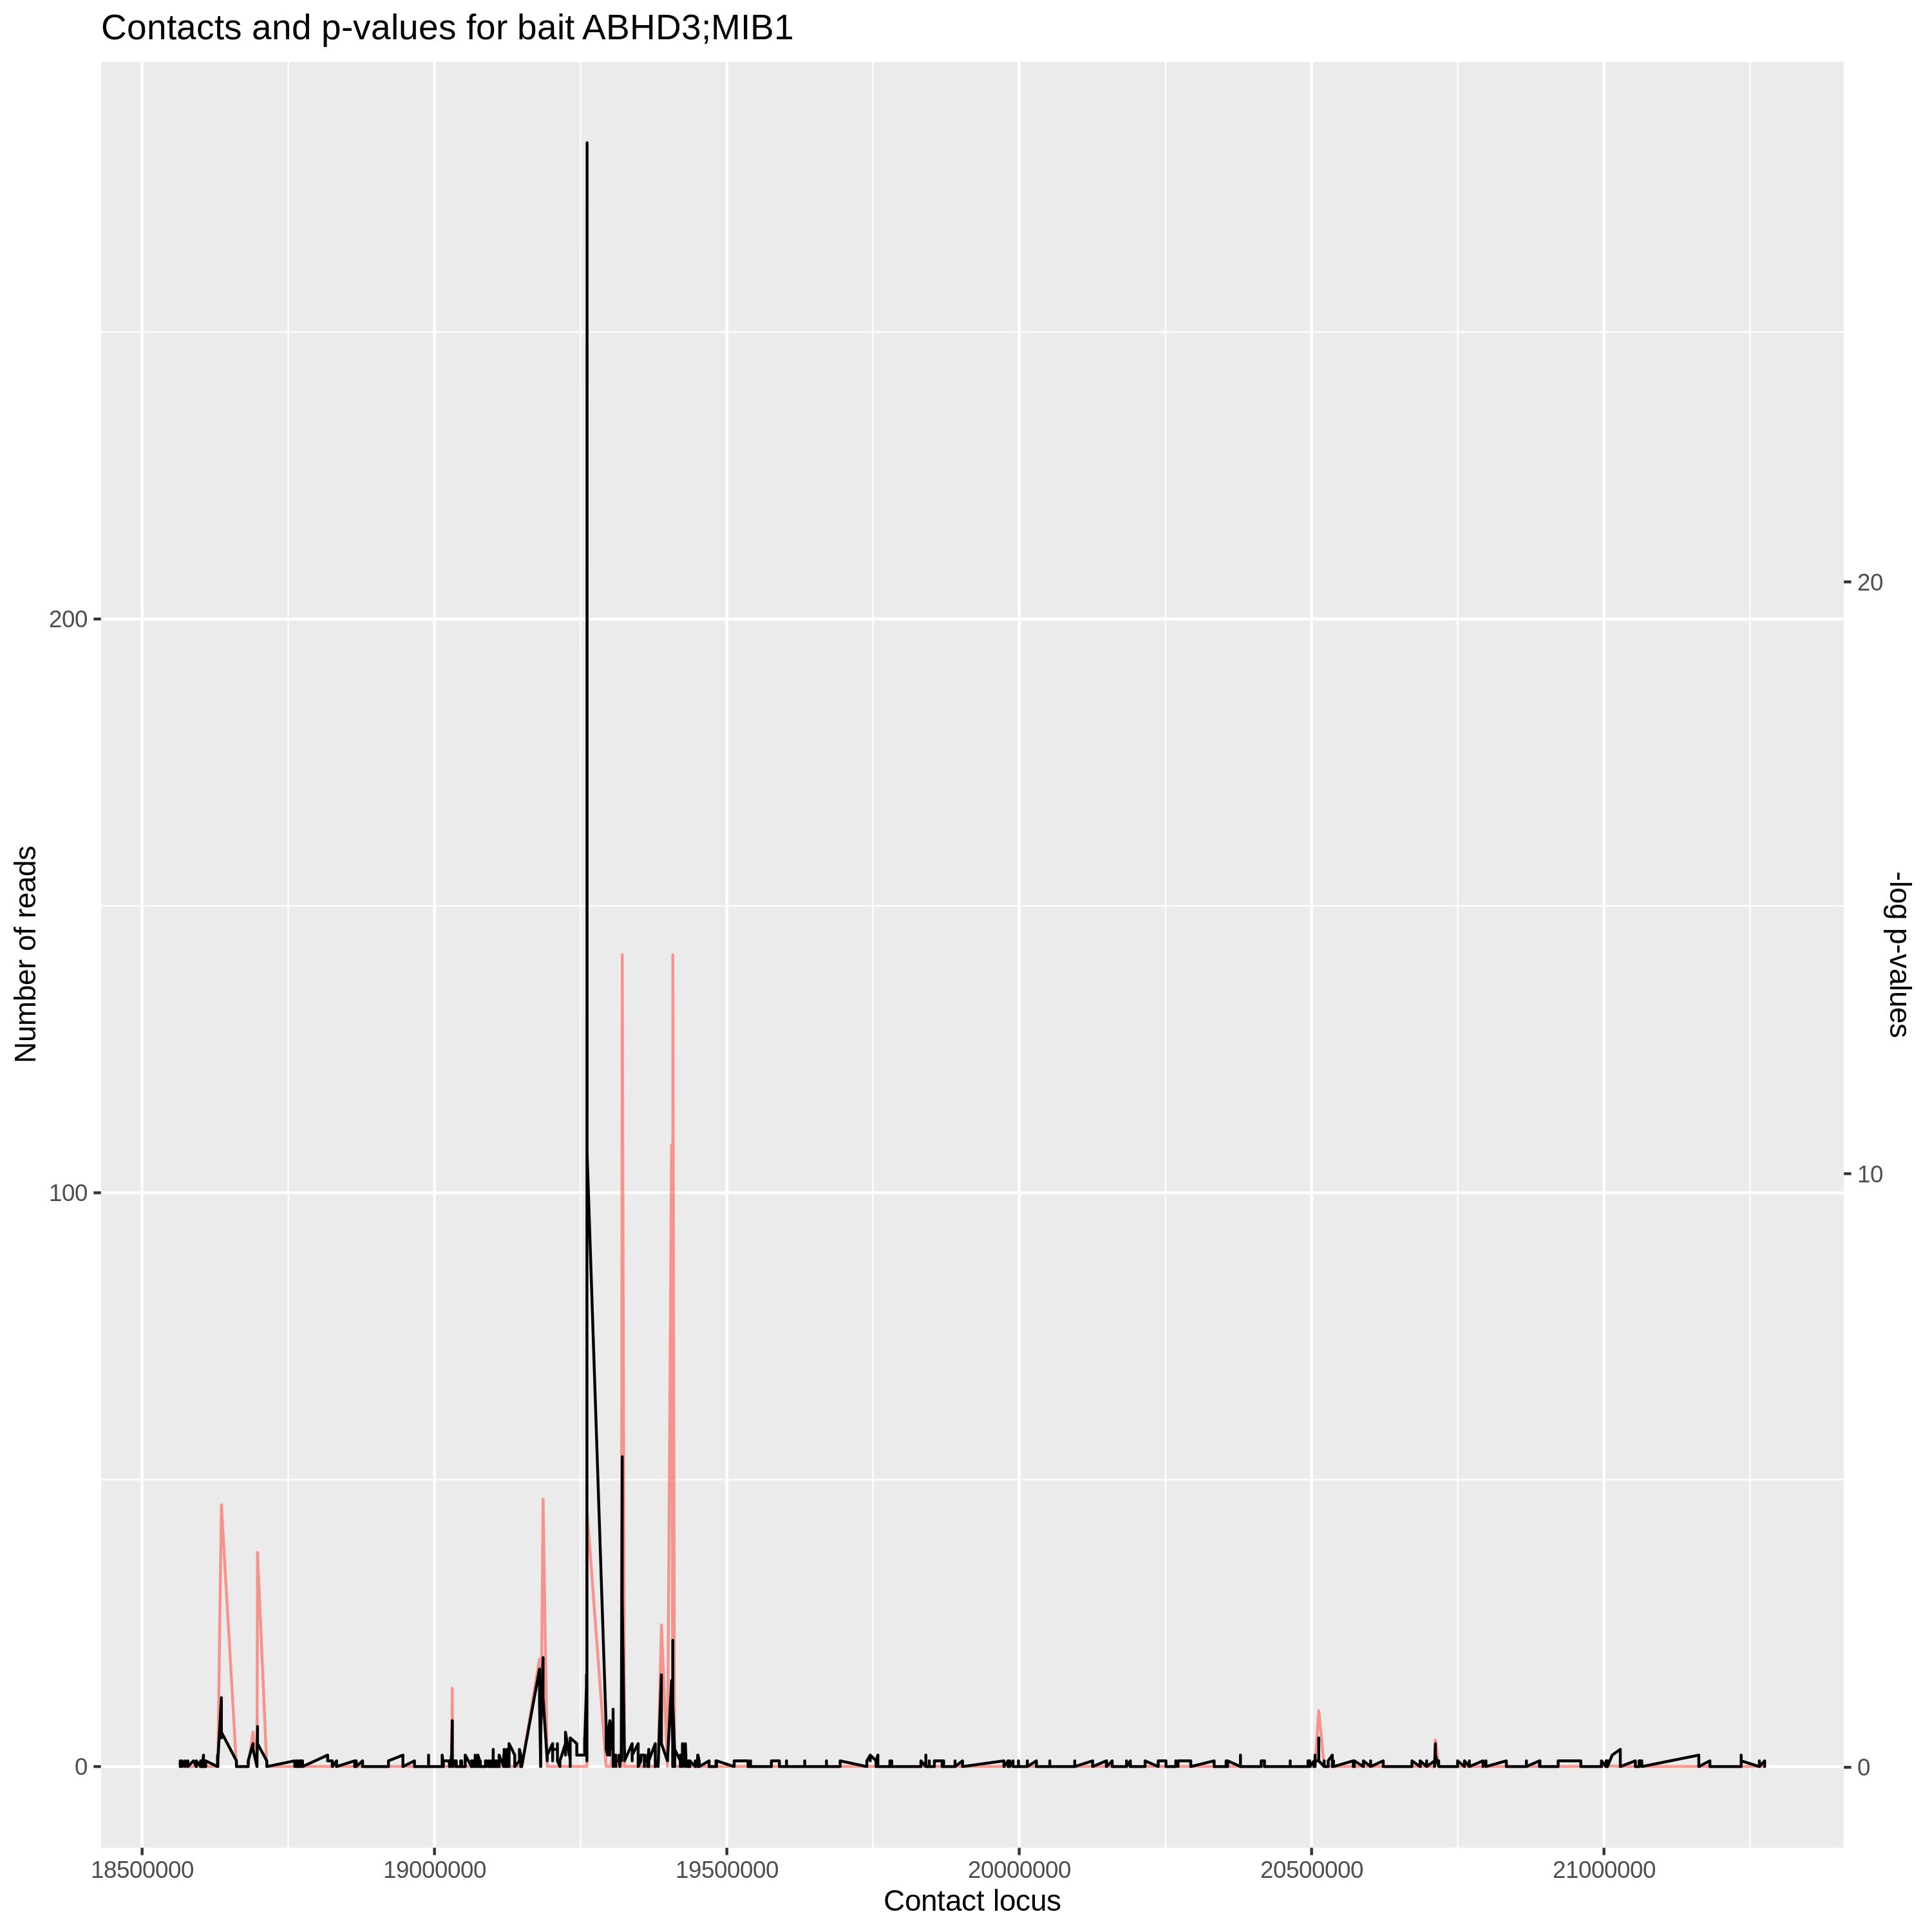 Contacts and p-values for bait ABHD3;MIB1
Number of reads
200
100
0
20
10
0
-log p-values
18500000 19000000 19500000 20000000 20500000 21000000
Contact locus